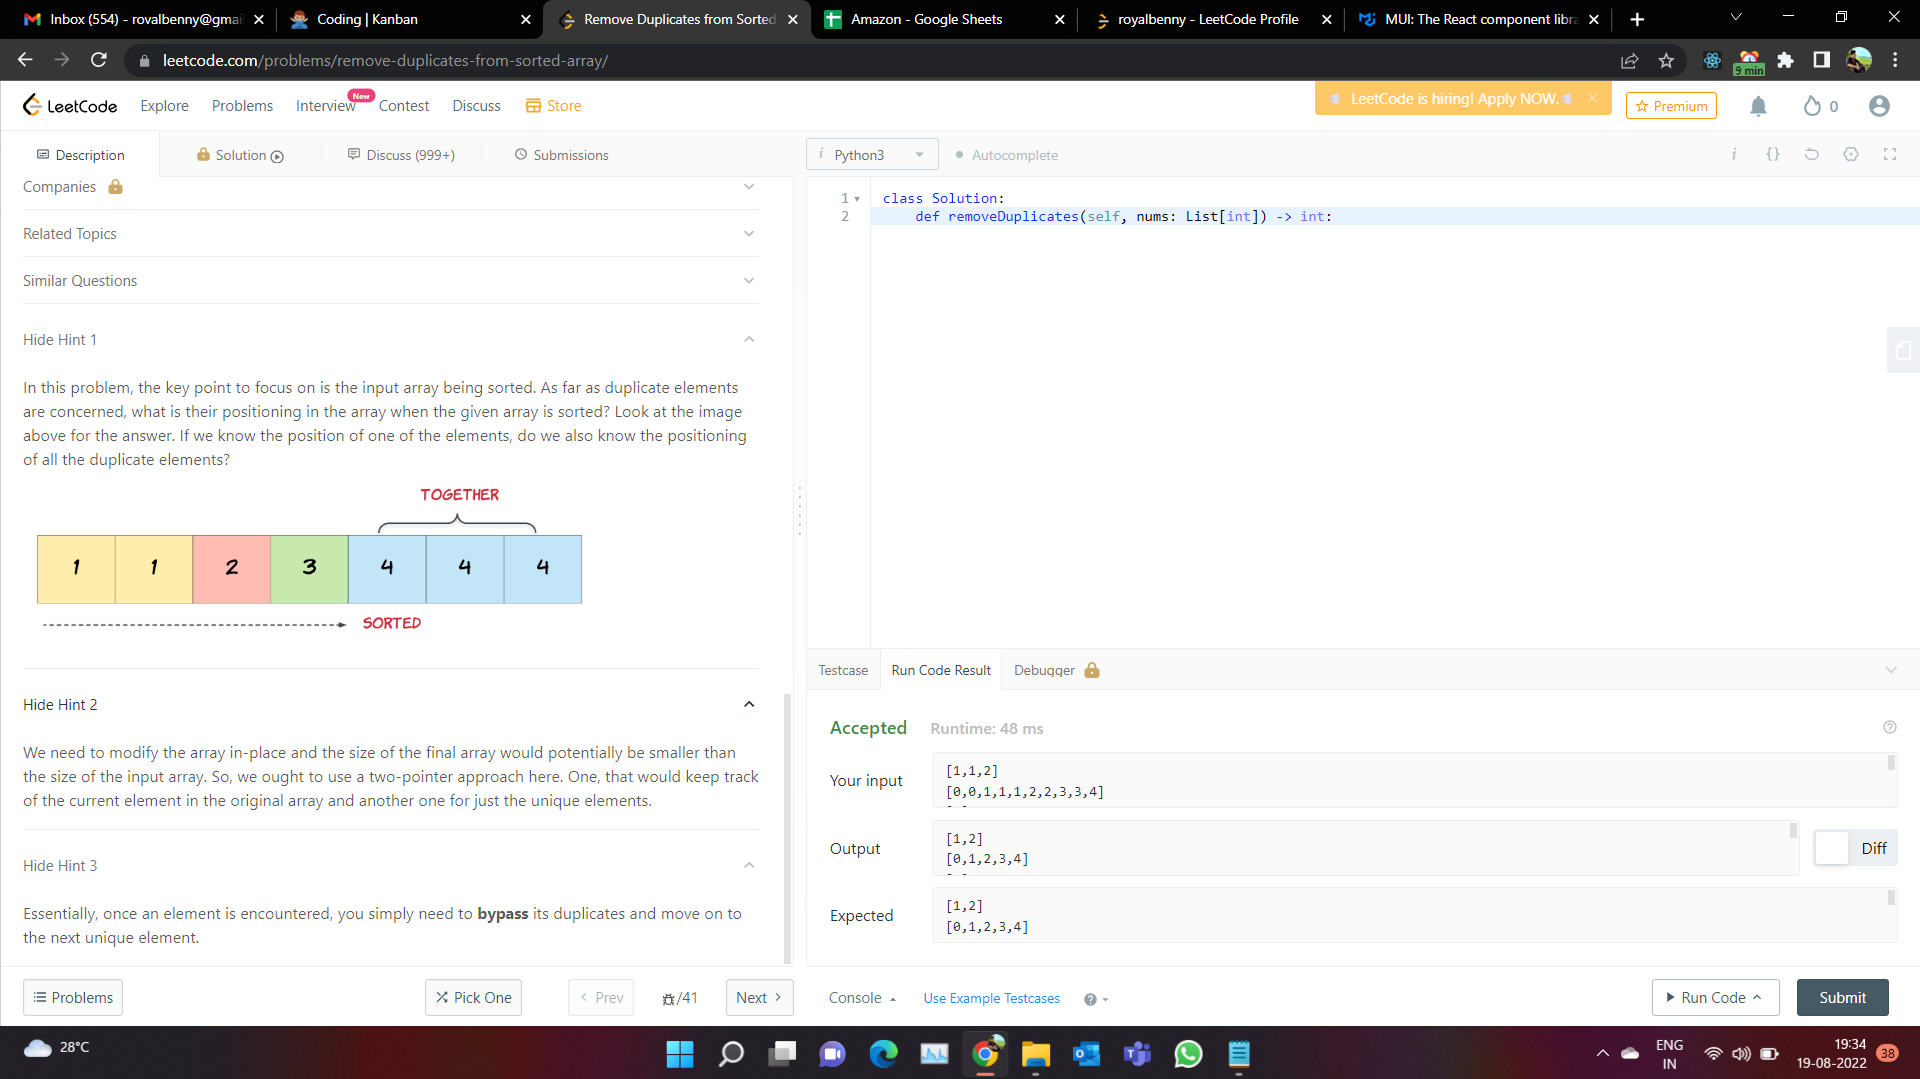 Inbox (554) - rovalbenny@gmai
Coding | Kanban
Remove Duplicates from Sorted
Amazon - Google Sheets
royalbenny - LeetCode Profile
MUI: The React component libra
leetcode.com/problems/remove-duplicates-from-sorted-array/
9 min
LeetCode
Explore
Problems
Interview
New
Contest
Discuss
Store
LeetCode is hiring! Apply NOW.
Premium
0
Description
Solution
Discuss (999+)
Submissions
i Python3
Autocomplete
i {}
Companies
Related Topics
Similar Questions
Hide Hint 1
In this problem, the key point to focus on is the input array being sorted. As far as duplicate elements
are concerned, what is their positioning in the array when the given array is sorted? Look at the image
above for the answer. If we know the position of one of the elements, do we also know the positioning
of all the duplicate elements?
TOGETHER
1 1 2 3 4 4 4
SORTED
Hide Hint 2
We need to modify the array in-place and the size of the final array would potentially be smaller than
the size of the input array. So, we ought to use a two-pointer approach here. One, that would keep track
of the current element in the original array and another one for just the unique elements.
Hide Hint 3
Essentially, once an element is encountered, you simply need to bypass its duplicates and move on to
the next unique element.
1 class Solution:
2 def removeDuplicates(self, nums: List[int]) -> int:
Testcase
Run Code Result
Debugger
Accepted
Runtime: 48 ms
Your input
[1,1,2]
[0,0,1,1,1,2,2,3,3,4]
Output
[1,2]
[0,1,2,3,4]
Diff
Expected
[1,2]
[0,1,2,3,4]
Problems
Pick One
Prev
/41
Next
Console
Use Example Testcases
Run Code
Submit
28°C
ENG
IN
19:34
19-08-2022
38